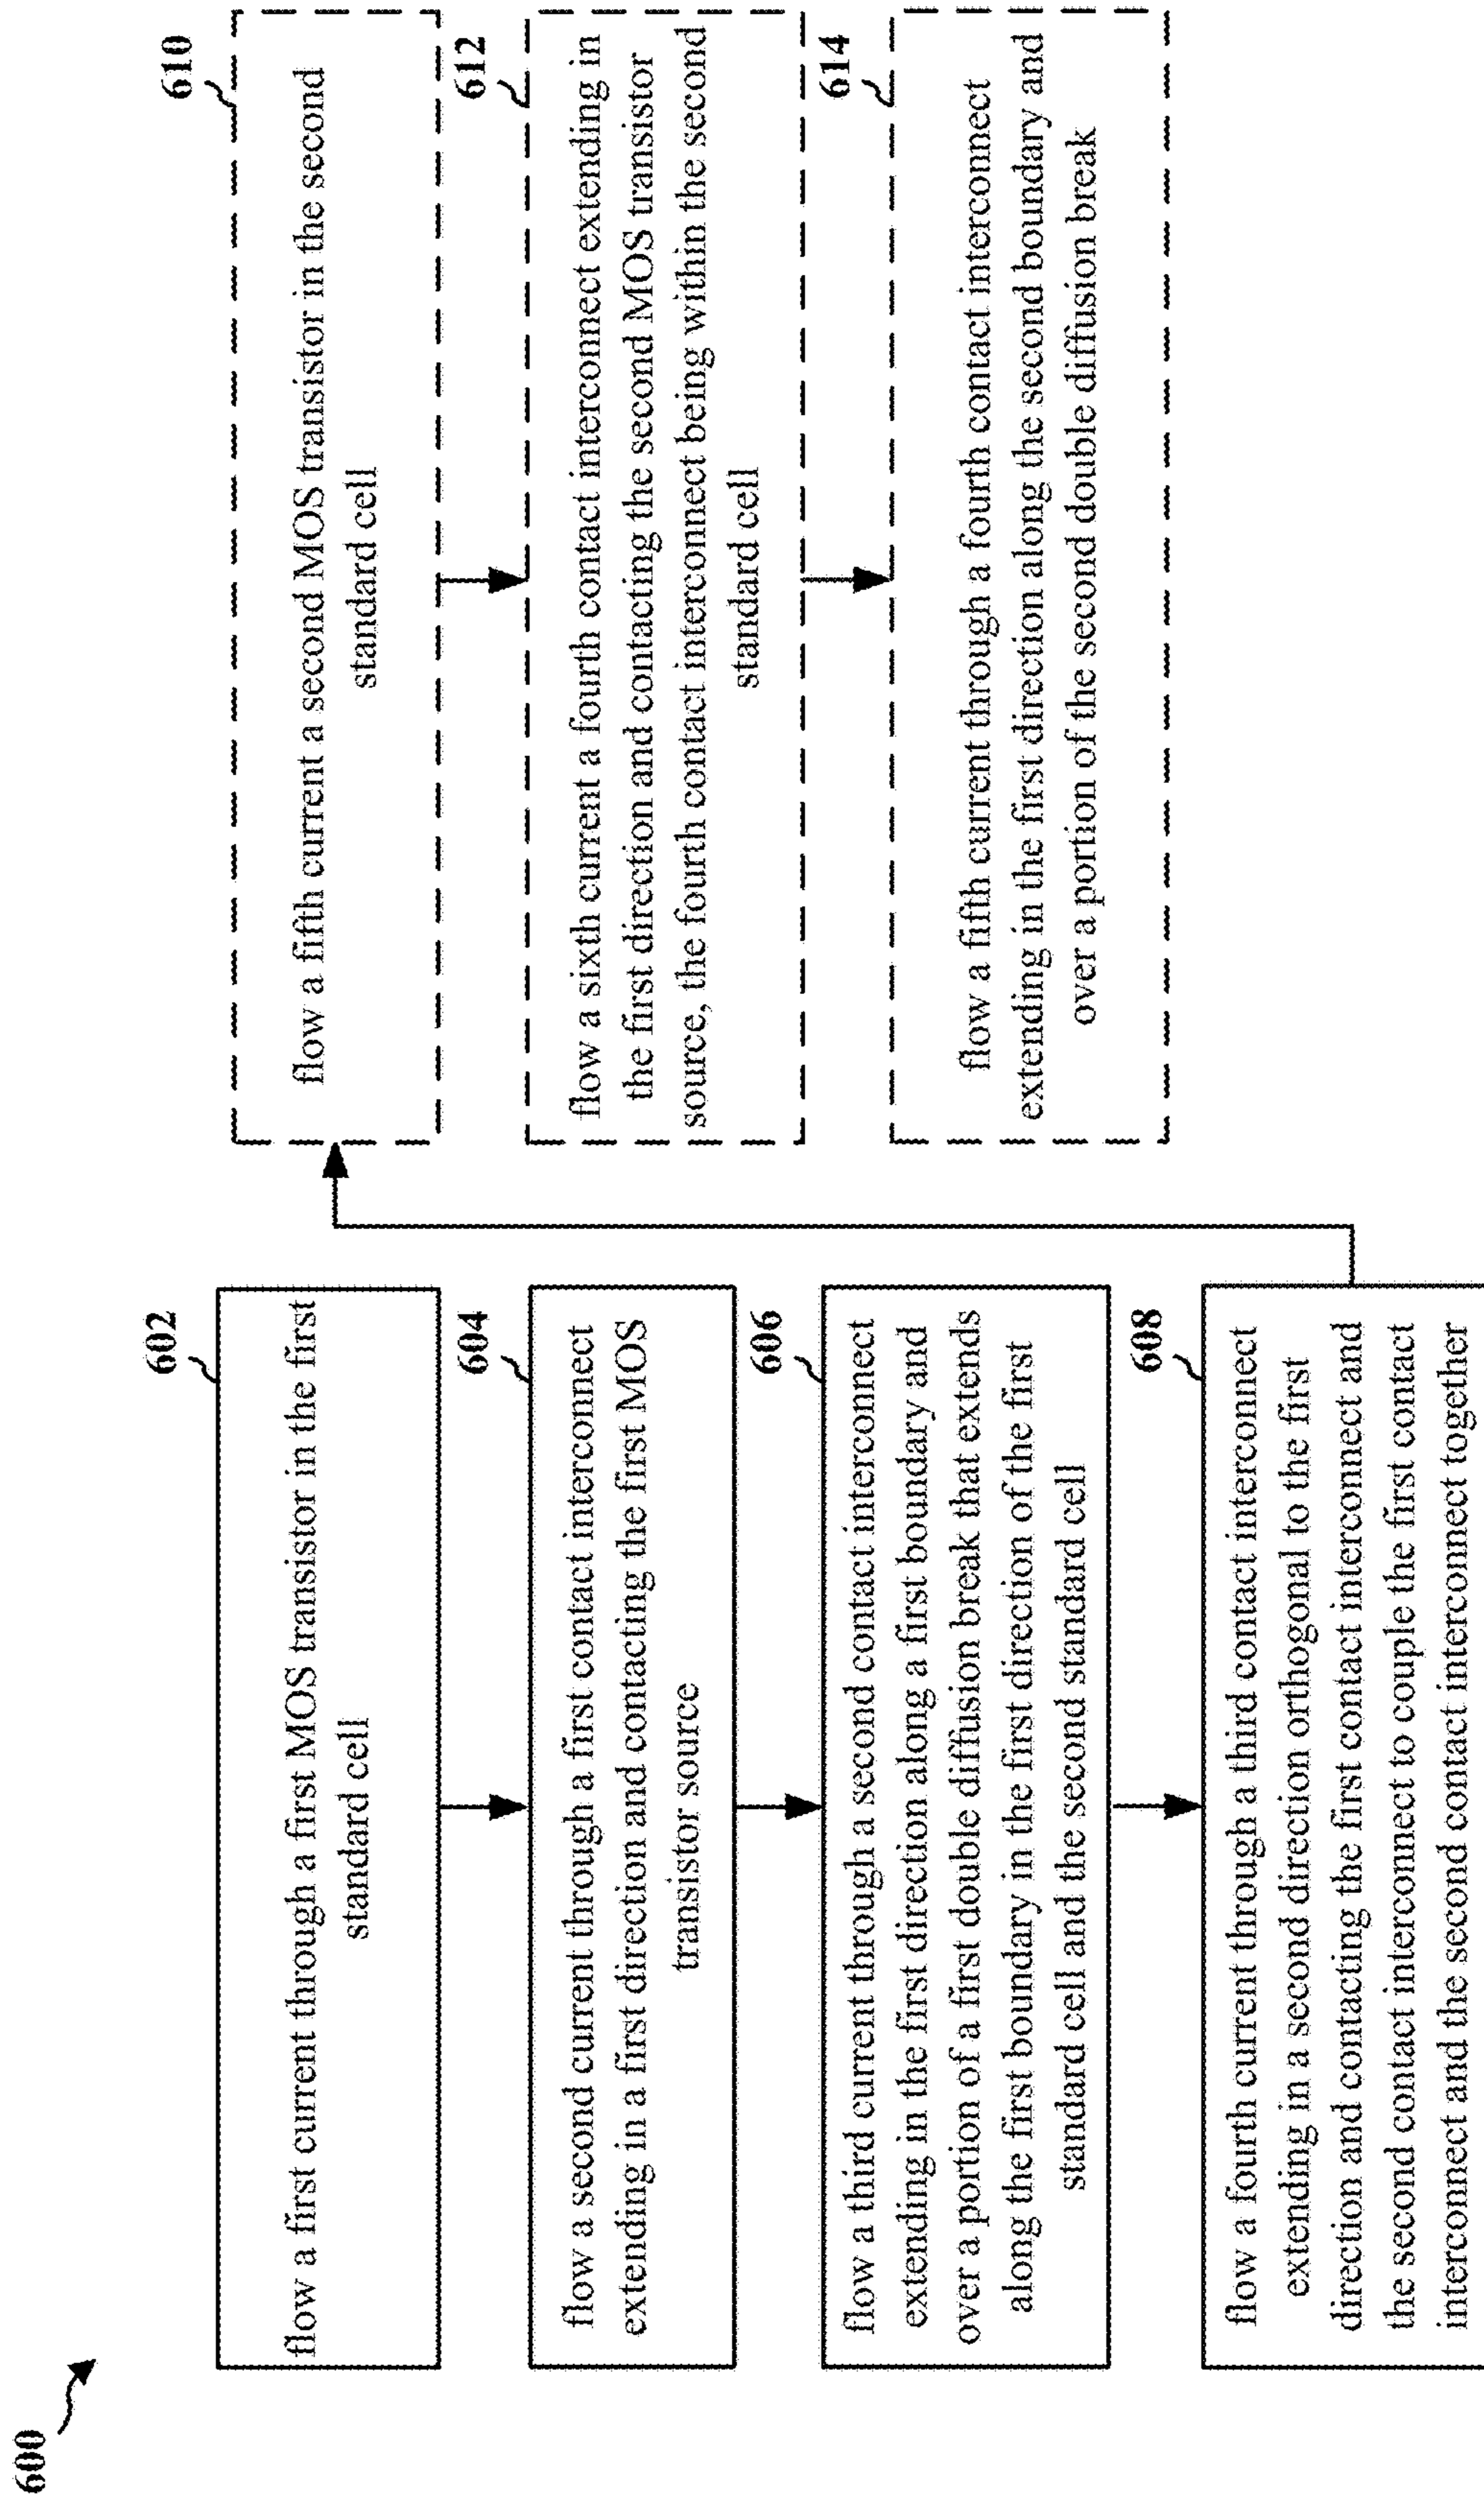 600
602
flow a first current through a first MOS transistor in the first
standard cell
604
flow a second current through a first contact interconnect
extending in a first direction and contacting the first MOS
transistor source
606
flow a third current through a second contact interconnect
extending in the first direction along a first boundary and
over a portion of a first double diffusion break that extends
along the first boundary in the first direction of the first
standard cell and the second standard cell
608
flow a fourth current through a third contact interconnect
extending in a second direction orthogonal to the first
direction and contacting the first contact interconnect and
the second contact interconnect to couple the first contact
interconnect and the second contact interconnect together
610
flow a fifth current a second MOS transistor in the second
standard cell
612
flow a sixth current a fourth contact interconnect extending in
the first direction and contacting the second MOS transistor
source, the fourth contact interconnect being within the second
standard cell
614
flow a fifth current through a fourth contact interconnect
extending in the first direction along the second boundary and
over a portion of the second double diffusion break